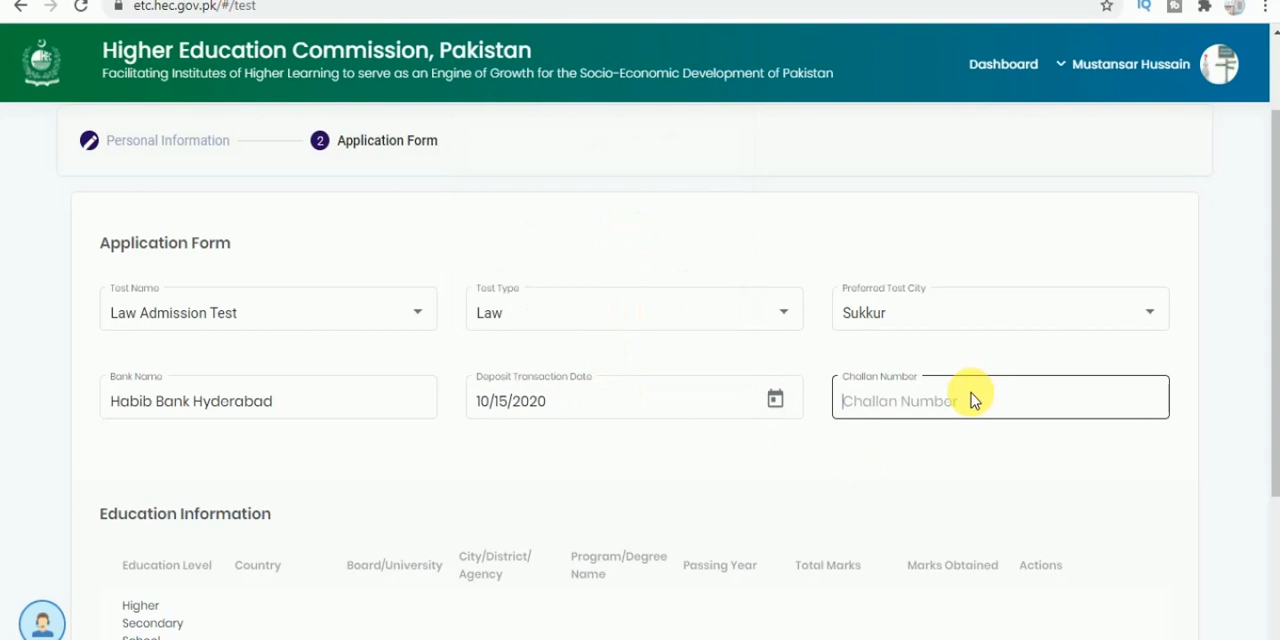 etc.hec.gov.pk/#/test
IQ
Higher Education Commission, Pakistan
Facilitating Institutes of Higher Learning to serve as an Engine of Growth for the Socio-Economic Development of Pakistan
Dashboard
Mustansar Hussain
Personal Information
2 Application Form
Application Form
Test Name
Law Admission Test
Test Type
Law
Preferred Test City
Sukkur
Bank Name
Habib Bank Hyderabad
Deposit Transaction Date
10/15/2020
Challan Number
Challan Number
Education Information
Education Level
Country
Board/University
City/District/
Agency
Program/Degree
Name
Passing Year
Total Marks
Marks Obtained
Actions
Higher
Secondary
School